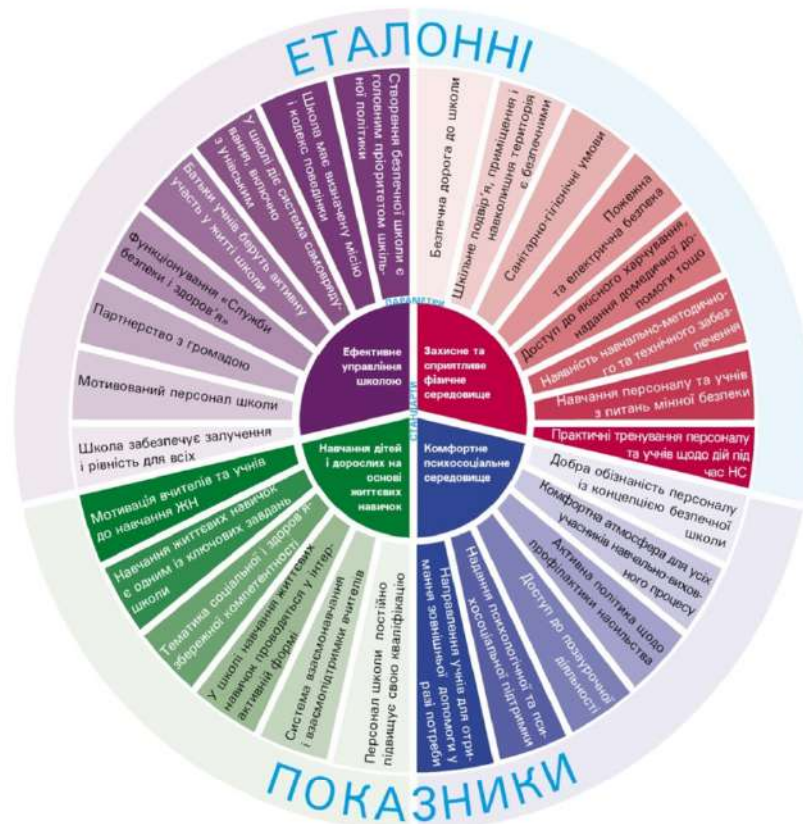 ЕТАЛОННІ
Створення безпечної школи є
головним пріоритетом шкіль-
ної політики
Школа має визначену місію
і кодекс поведінки
У школі діє система самовряду-
вання, включно
з учнівським
Батьки учнів беруть активну
участь у житті школи
Функціонування «Служби
безпеки і здоров'я»
Партнерство з громадою
Мотивований персонал школи
Школа забезпечує залучення
і рівність для всіх
Безпечна дорога до школи
Шкільне подвір'я, приміщення і
навколишня територія
є безпечними
Санітарно-гігієнічні умови
Пожежна
та електрична безпека
Доступ до якісного харчування,
надання домедичної до-
помоги тощо
Наявність навчально-методично-
го та технічного забез-
печення
Навчання персоналу та учнів
з питань мінної безпеки
Практичні тренування персоналу
та учнів щодо дій під
час НС
ПАРАМЕТРИ
СТАНДАРТИ
Ефективне
управління
школою
Захисне та
сприятливе
фізичне
середовище
Навчання дітей
і дорослих на
основі
життєвих
навичок
Комфортне
психосоціальне
середовище
Мотивація вчителів та учнів
до навчання ЖН
Навчання життєвих навичок
є одним із ключових завдань
школи
Тематика соціальної і здоров'я-
збережної компетентності
У школі навчання життєвих
навичок проводяться у інтер-
активній формі
Система взаємонавчання
і взаємопідтримки вчителів
Персонал школи постійно
підвищує свою кваліфікацію
Добра обізнаність персоналу
із концепцією безпечної
школи
Комфортна атмосфера для усіх
учасників навчально-вихов-
ного процесу
Активна політика щодо
профілактики насильства
Доступ до позаурочної
діяльності
Надання психологічної та пси-
хосоціальної підтримки
Направлення учнів для отри-
мання зовнішньої допомоги у
разі потреби
ПОКАЗНИКИ